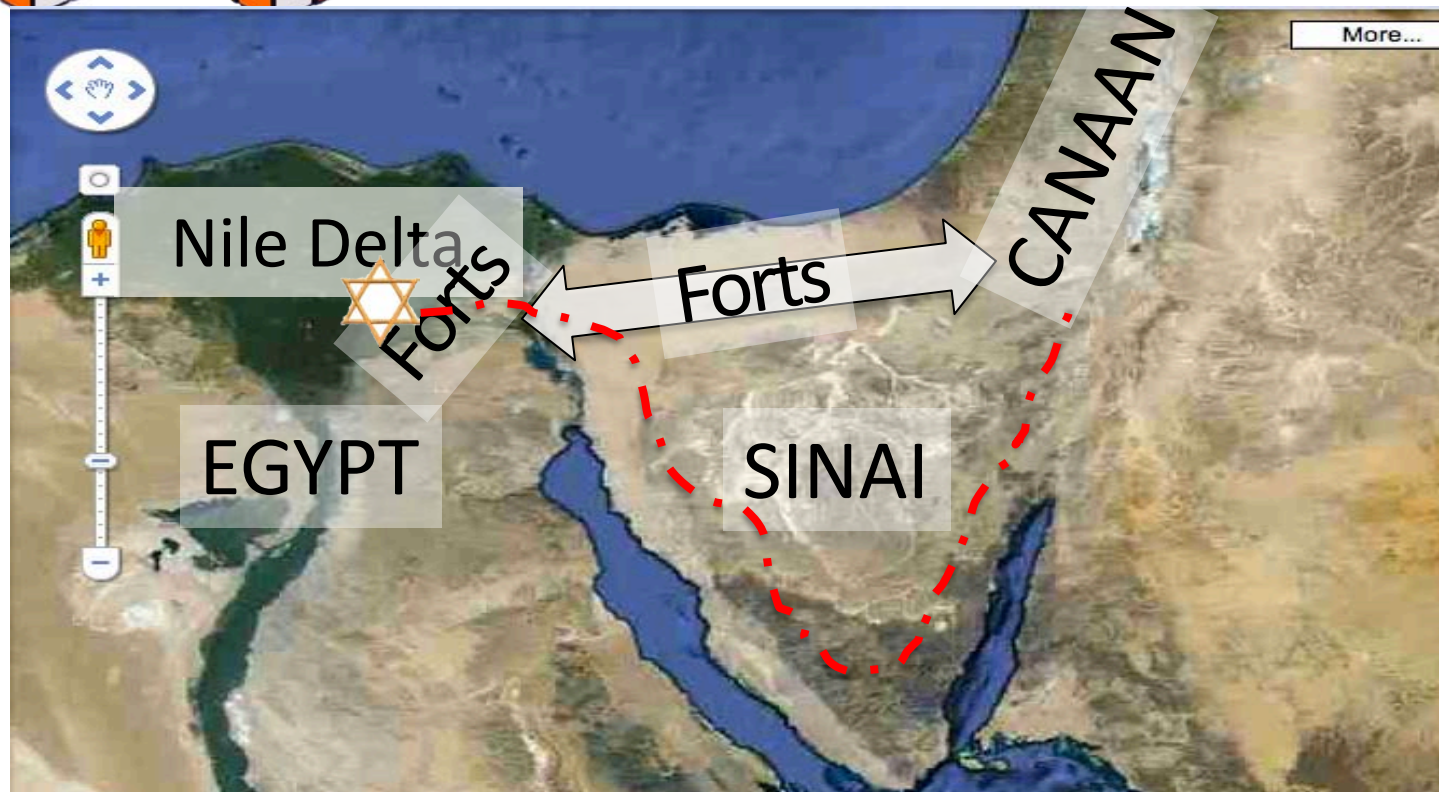 More...
CANAAN
Nile Delta
Forts
Forts
EGYPT
SINAI